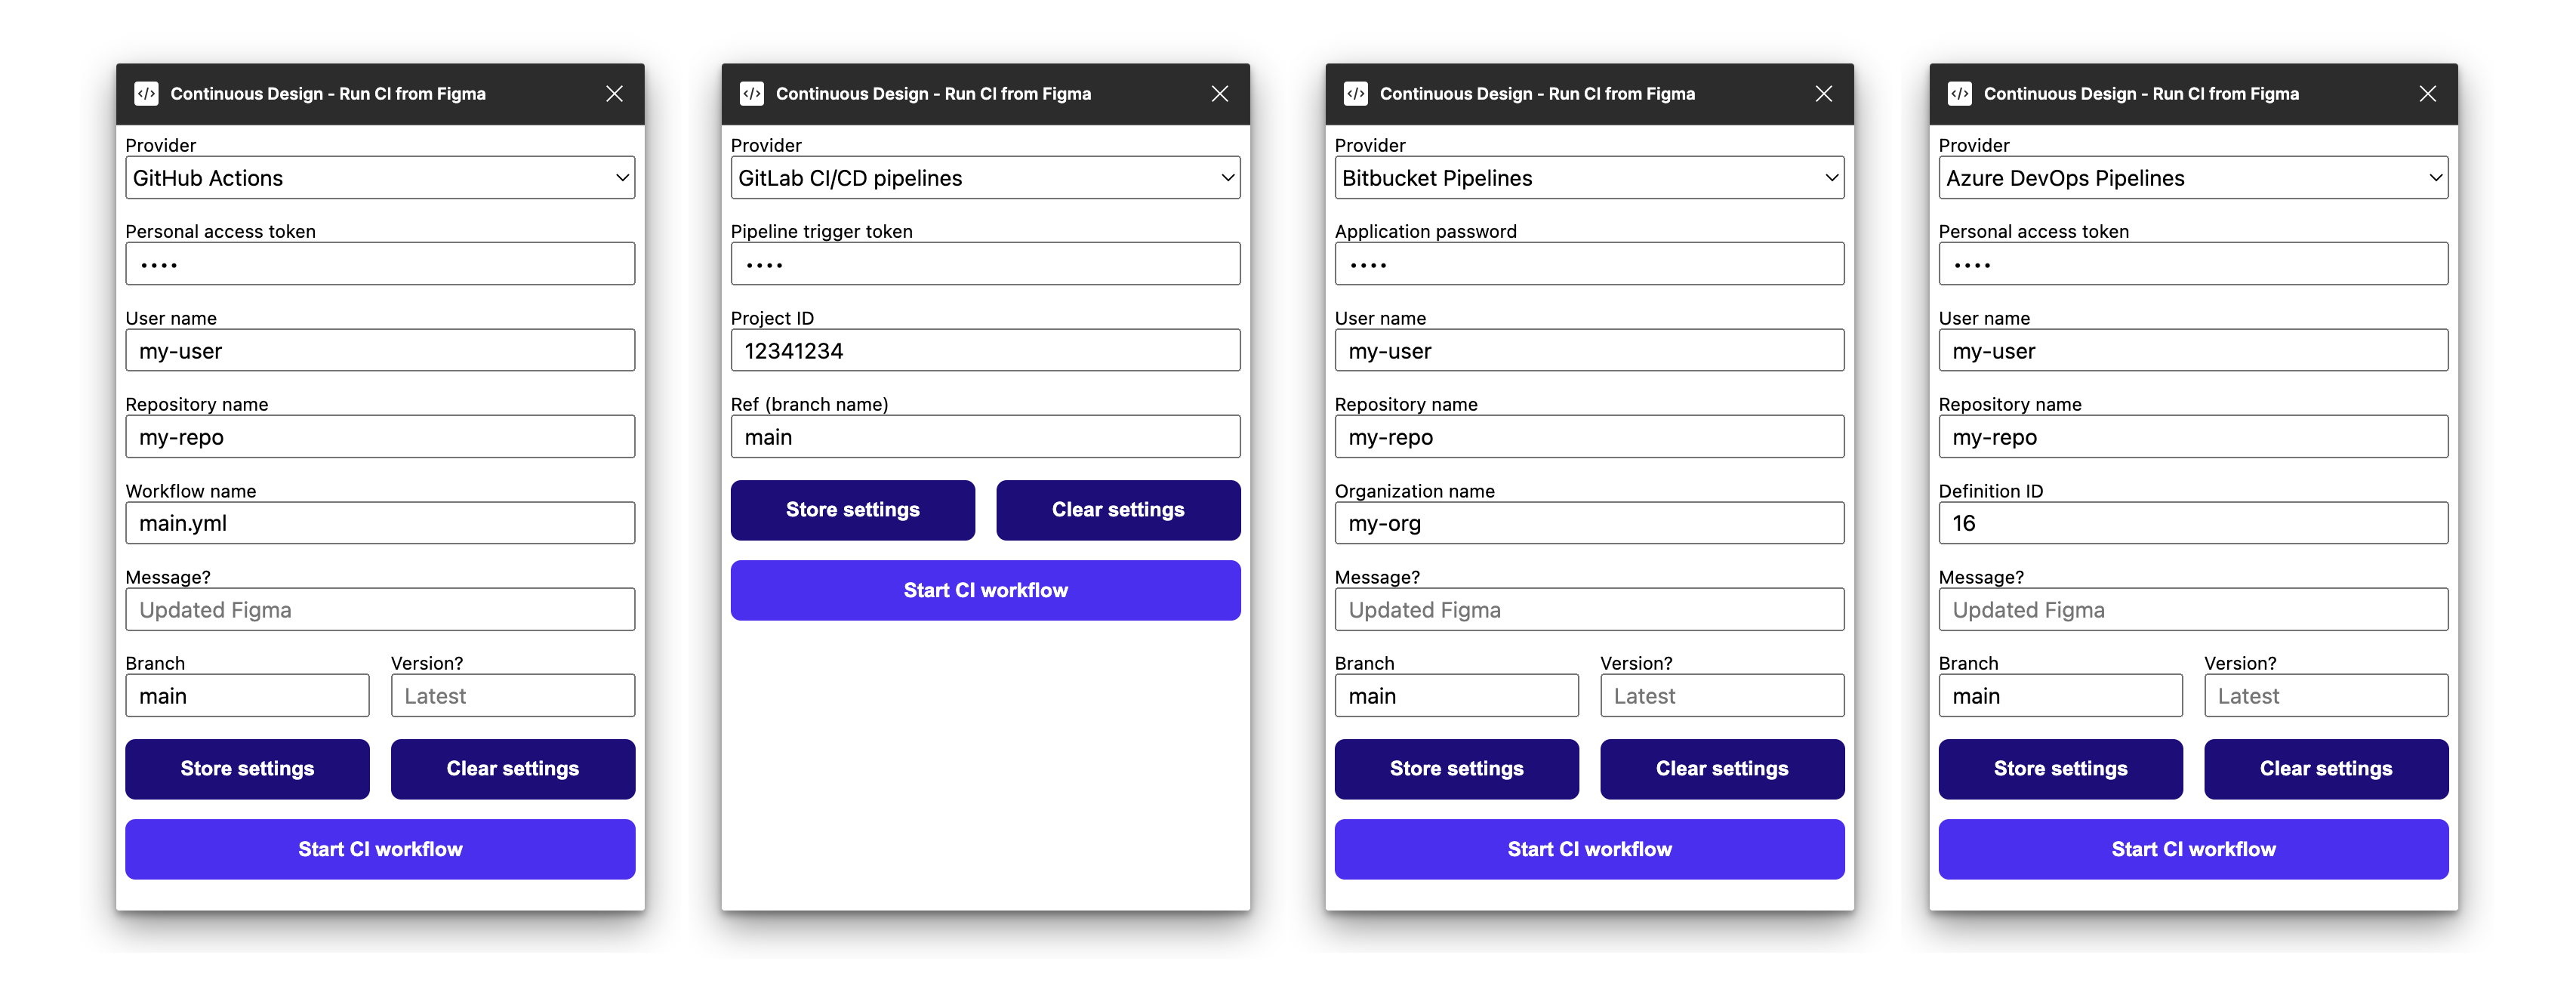 </> Continuous Design - Run CI from Figma
Provider
GitHub Actions
Personal access token
••••
User name
my-user
Repository name
my-repo
Workflow name
main.yml
Message?
Updated Figma
Branch Version?
main Latest
Store settings Clear settings
Start CI workflow
</> Continuous Design - Run CI from Figma
Provider
GitLab CI/CD pipelines
Pipeline trigger token
••••
Project ID
12341234
Ref (branch name)
main
Store settings Clear settings
Start CI workflow
</> Continuous Design - Run CI from Figma
Provider
Bitbucket Pipelines
Application password
••••
User name
my-user
Repository name
my-repo
Organization name
my-org
Message?
Updated Figma
Branch Version?
main Latest
Store settings Clear settings
Start CI workflow
</> Continuous Design - Run CI from Figma
Provider
Azure DevOps Pipelines
Personal access token
••••
User name
my-user
Repository name
my-repo
Definition ID
16
Message?
Updated Figma
Branch Version?
main Latest
Store settings Clear settings
Start CI workflow